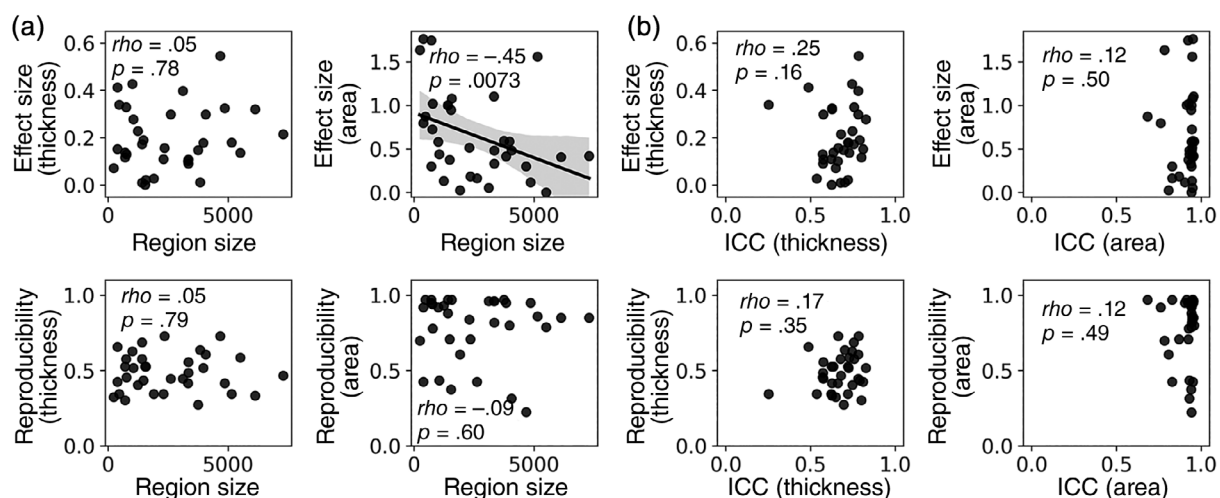 (a)
Effect size
(thickness)
0.6
0.4
0.2
0.0
rho = .05
p = .78
0
5000
Region size
Effect size
(area)
1.5
1.0
0.5
0.0
rho = –.45
p = .0073
0
5000
Region size
(b)
Effect size
(thickness)
0.6
0.4
0.2
0.0
rho = .25
p = .16
0.0
0.5
1.0
ICC (thickness)
Effect size
(area)
1.5
1.0
0.5
0.0
rho = .12
p = .50
0.0
0.5
1.0
ICC (area)
Reproducibility
(thickness)
1.0
0.5
0.0
rho = .05
p = .79
0
5000
Region size
Reproducibility
(area)
1.0
0.5
0.0
rho = –.09
p = .60
0
5000
Region size
Reproducibility
(thickness)
1.0
0.5
0.0
rho = .17
p = .35
0.0
0.5
1.0
ICC (thickness)
Reproducibility
(area)
1.0
0.5
0.0
rho = .12
p = .49
0.0
0.5
1.0
ICC (area)